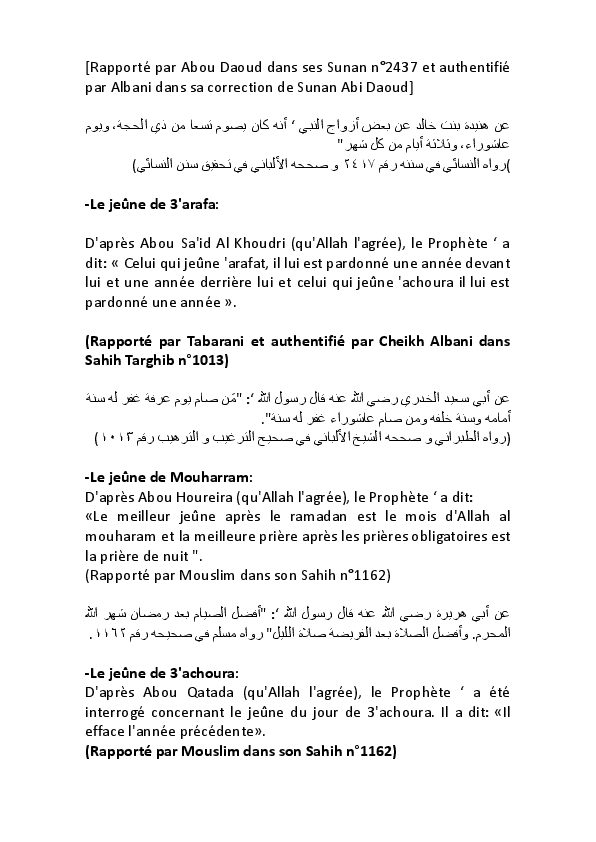 [Rapporté par Abou Daoud dans ses Sunan n°2437 et authentifié
par Albani dans sa correction de Sunan Abi Daoud]
عن هنيدة بنت خالد عن بعض أزواج النبي ‘ أنه كان يصوم تسعا من ذي الحجة، ويوم
عاشوراء، وثلاثة أيام من كل شهر"
(رواه النسائي في سننه رقم ٢٤١٧ و صححه الألباني في تحقيق سنن النسائي)
-Le jeûne de 3'arafa:
D'après Abou Sa'id Al Khoudri (qu'Allah l'agrée), le Prophète ‘ a
dit: « Celui qui jeûne 'arafat, il lui est pardonné une année devant
lui et une année derrière lui et celui qui jeûne 'achoura il lui est
pardonné une année ».
(Rapporté par Tabarani et authentifié par Cheikh Albani dans
Sahih Targhib n°1013)
عن أبي سعيد الخدري رضي الله عنه قال رسول الله ‘: "مَن صام يوم عرفة غفر له سنة
أمامه وسنة خلفه ومن صام عاشوراء غفر له سنة".
(رواه الطبراني و صححه الشيخ الألباني في صحيح الترغيب و الترهيب رقم ١٠١٣)
-Le jeûne de Mouharram:
D'après Abou Houreira (qu'Allah l'agrée), le Prophète ‘ a dit:
«Le meilleur jeûne après le ramadan est le mois d'Allah al
mouharam et la meilleure prière après les prières obligatoires est
la prière de nuit ".
(Rapporté par Mouslim dans son Sahih n°1162)
عن أبي هريرة رضي الله عنه قال رسول الله ‘: "أفضل الصيام بعد رمضان شهر الله
المحرم. وأفضل الصلاة بعد الفريضة صلاة الليل" رواه مسلم في صحيحه رقم ١١٦٢.
-Le jeûne de 3'achoura:
D'après Abou Qatada (qu'Allah l'agrée), le Prophète ‘ a été
interrogé concernant le jeûne du jour de 3'achoura. Il a dit: «Il
efface l'année précédente».
(Rapporté par Mouslim dans son Sahih n°1162)